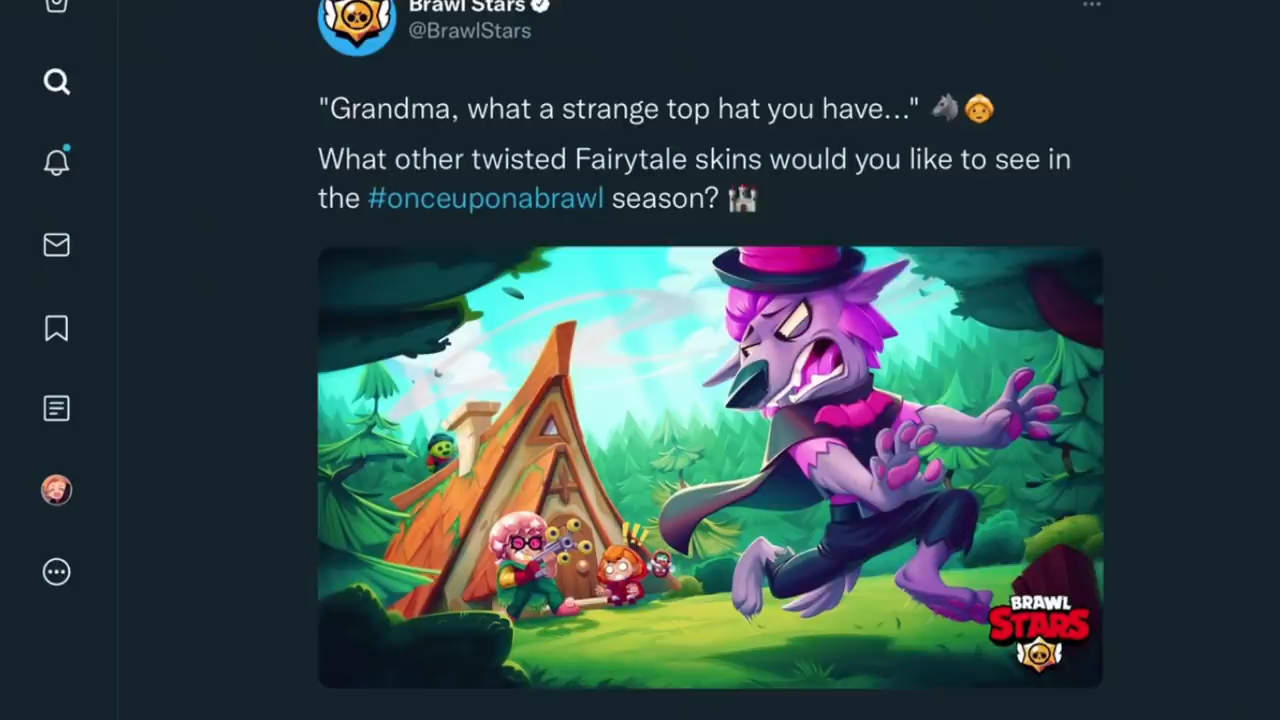 Brawl Stars
@BrawlStars
"Grandma, what a strange top hat you have..." 🐺👵
What other twisted Fairytale skins would you like to see in
the #onceuponabrawl season? 🏰
BRAWL
STARS